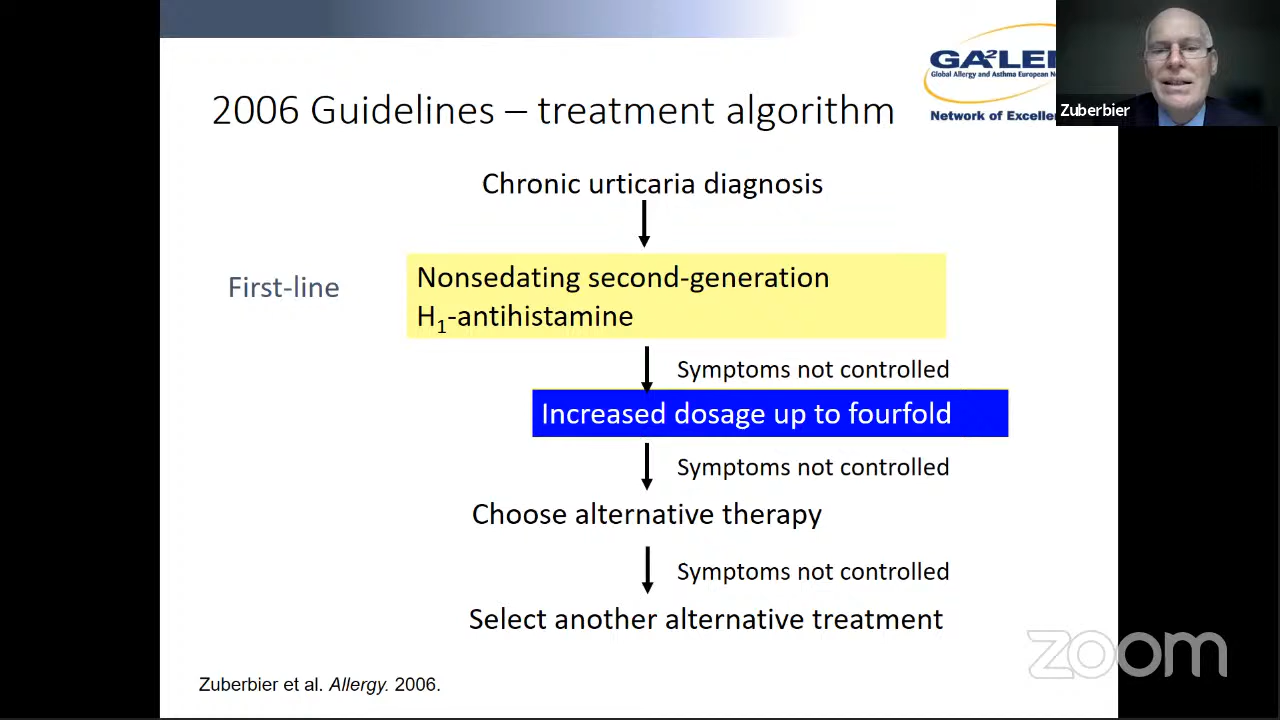 GA²LE
Global Allergy and Asthma European
Network of
Zuberbier
2006 Guidelines – treatment algorithm
Chronic urticaria diagnosis
First-line
Nonsedating second-generation
H₁-antihistamine
Symptoms not controlled
Increased dosage up to fourfold
Symptoms not controlled
Choose alternative therapy
Symptoms not controlled
Select another alternative treatment
zoom
Zuberbier et al. Allergy. 2006.